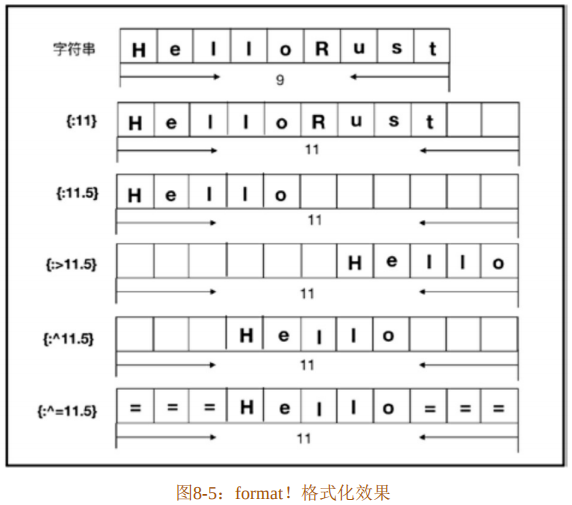 字符串 H e l l o R u s t
9
{:11} H e l l o R u s t
11
{:11.5} H e l l o
11
{:>11.5} H e l l o
11
{:^11.5} H e l l o
11
{:^=11.5} = = = H e l l o = = =
11
图8-5：format！格式化效果